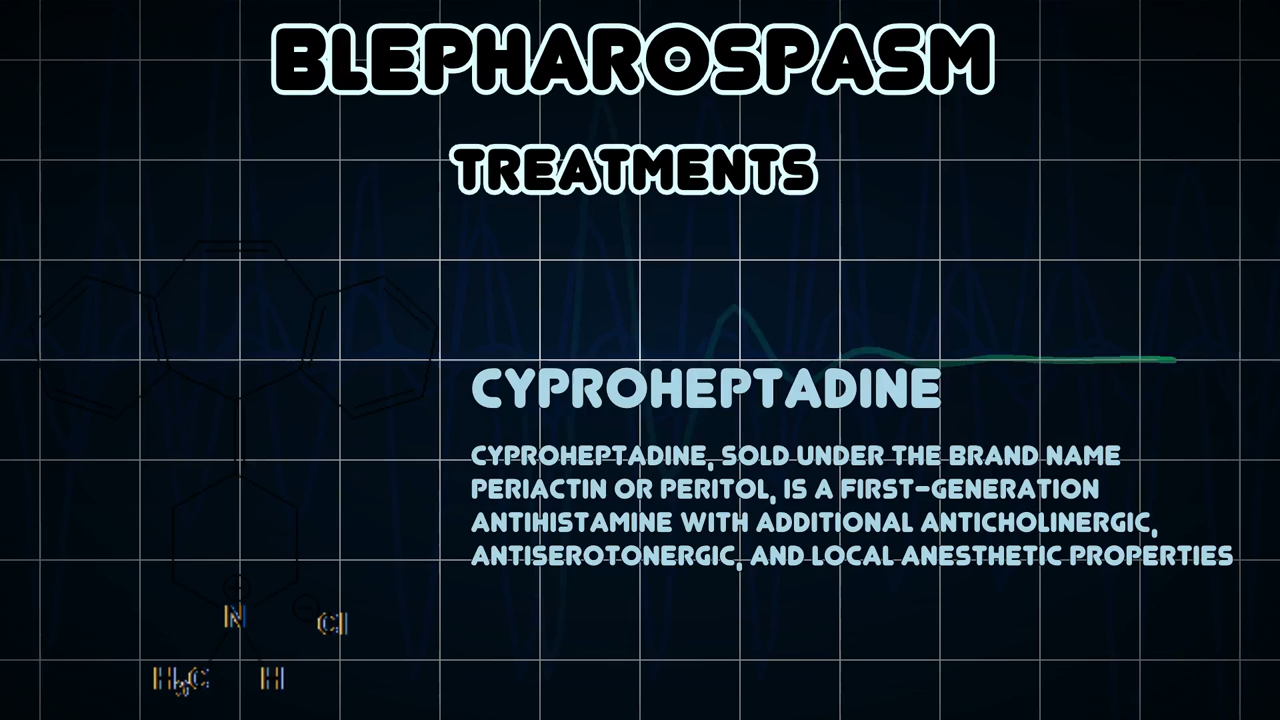 BLEPHAROSPASM
TREATMENTS
CYPROHEPTADINE
CYPROHEPTADINE, SOLD UNDER THE BRAND NAME
PERIACTIN OR PERITOL, IS A FIRST-GENERATION
ANTIHISTAMINE WITH ADDITIONAL ANTICHOLINERGIC,
ANTISEROTONERGIC, AND LOCAL ANESTHETIC PROPERTIES
⊕
N ⊖ Cl
H₃C H